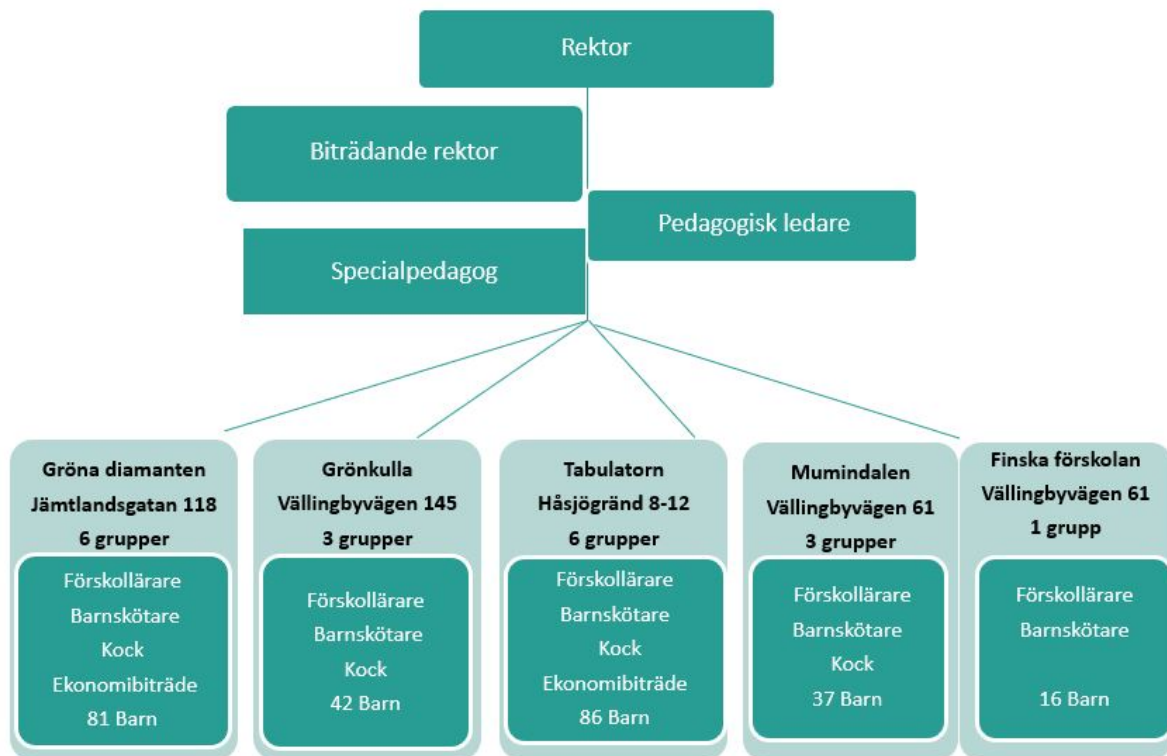 Rektor
Biträdande rektor
Pedagogisk ledare
Specialpedagog
Gröna diamanten
Jämtlandsgatan 118
6 grupper
Förskollärare
Barnskötare
Kock
Ekonomibiträde
81 Barn
Grönkulla
Vällingbyvägen 145
3 grupper
Förskollärare
Barnskötare
Kock
42 Barn
Tabulatorn
Håsjögränd 8-12
6 grupper
Förskollärare
Barnskötare
Kock
Ekonomibiträde
86 Barn
Mumindalen
Vällingbyvägen 61
3 grupper
Förskollärare
Barnskötare
Kock
37 Barn
Finska förskolan
Vällingbyvägen 61
1 grupp
Förskollärare
Barnskötare
16 Barn